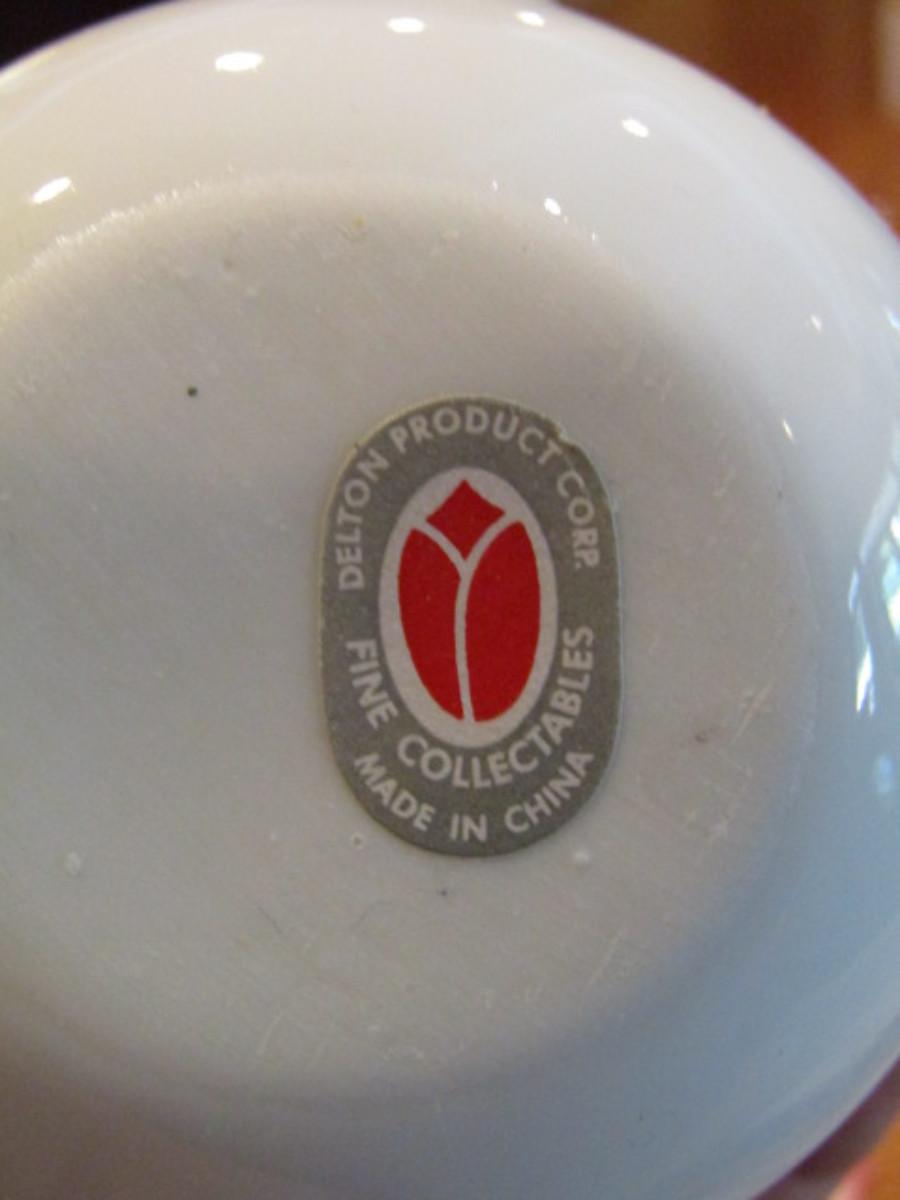 DELTON PRODUCT CORP.
FINE COLLECTABLES
MADE IN CHINA